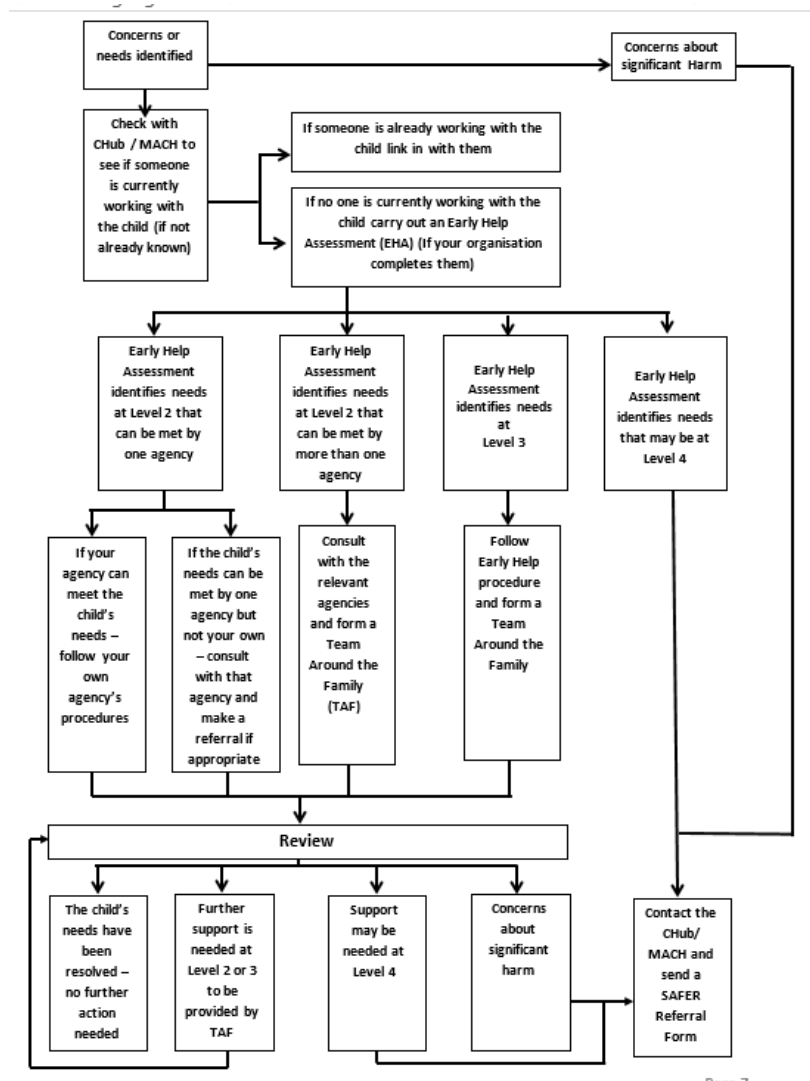 Concerns or
needs identified
Concerns about
significant Harm
Check with
CHub / MACH to
see if someone
is currently
working with
the child (if not
already known)
If someone is already working with the
child link in with them
If no one is currently working with the
child carry out an Early Help
Assessment (EHA) (If your organisation
completes them)
Early Help
Assessment
identifies needs
at Level 2 that
can be met by
one agency
Early Help
Assessment
identifies needs
at Level 2 that
can be met by
more than one
agency
Early Help
Assessment
identifies needs
at
Level 3
Early Help
Assessment
identifies needs
that may be at
Level 4
If your
agency can
meet the
child's
needs –
follow your
own
agency's
procedures
If the child's
needs can be
met by one
agency but
not your own
– consult
with that
agency and
make a
referral if
appropriate
Consult
with the
relevant
agencies
and form a
Team
Around the
Family
(TAF)
Follow
Early Help
procedure
and form a
Team
Around the
Family
Review
The child's
needs have
been
resolved –
no further
action
needed
Further
support is
needed at
Level 2 or 3
to be
provided by
TAF
Support
may be
needed at
Level 4
Concerns
about
significant
harm
Contact the
CHub/
MACH and
send a
SAFER
Referral
Form